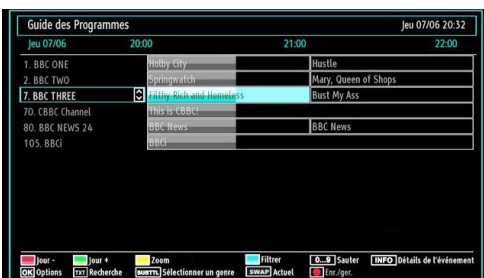 Guide des Programmes Jeu 07/06 20:32
Jeu 07/06 20:00 21:00 22:00
1. BBC ONE Holby City Hustle
2. BBC TWO Springwatch Mary, Queen of Shops
7. BBC THREE Filthy Rich and Homeless Bust My Ass
70. CBBC Channel This is CBBC!
80. BBC NEWS 24 BBC News BBC News
105. BBCi BBCi
Jour - Jour + Zoom Filtrer 0...9 Sauter INFO Détails de l'événement
OK Options TXT Recherche SUBTTL Sélectionner un genre SWAP Actuel Enr./ger.